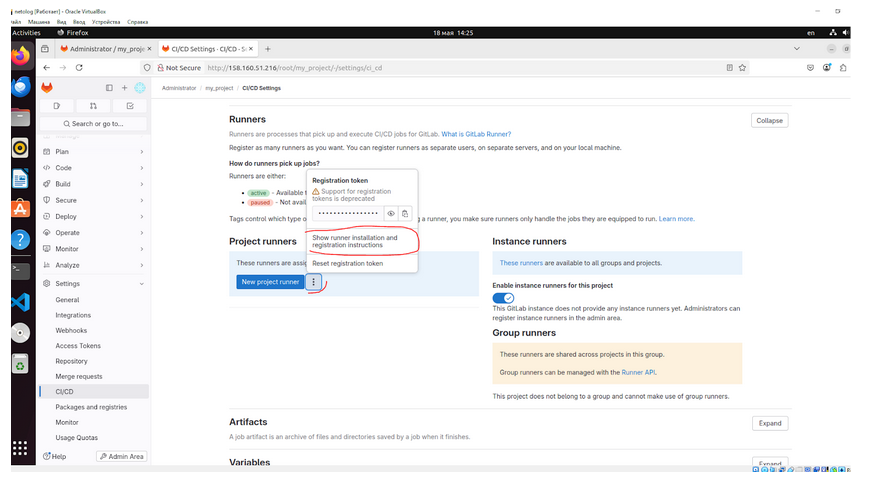 netolog [Работает] - Oracle VirtualBox
Файл Машина Вид Ввод Устройства Справка
Activities Firefox 18 мая 14:25 en
Administrator / my_proje × CI/CD Settings · CI/CD · S × +
Not Secure http://158.160.51.216/root/my_project/-/settings/ci_cd
Administrator / my_project / CI/CD Settings
Search or go to...
Plan
Code
Build
Secure
Deploy
Operate
Monitor
Analyze
Settings
General
Integrations
Webhooks
Access Tokens
Repository
Merge requests
CI/CD
Packages and registries
Monitor
Usage Quotas
Help Admin Area
Runners
Collapse
Runners are processes that pick up and execute CI/CD jobs for GitLab. What is GitLab Runner?
Register as many runners as you want. You can register runners as separate users, on separate servers, and on your local machine.
How do runners pick up jobs?
Runners are either:
active - Available t
paused - Not avail
Tags control which type o
g a runner, you make sure runners only handle the jobs they are equipped to run. Learn more.
Registration token
Support for registration
tokens is deprecated
Show runner installation and
registration instructions
Reset registration token
Project runners
These runners are assig
New project runner
Instance runners
These runners are available to all groups and projects.
Enable instance runners for this project
This GitLab instance does not provide any instance runners yet. Administrators can
register instance runners in the admin area.
Group runners
These runners are shared across projects in this group.
Group runners can be managed with the Runner API.
This project does not belong to a group and cannot make use of group runners.
Artifacts
Expand
A job artifact is an archive of files and directories saved by a job when it finishes.
Variables
Expand